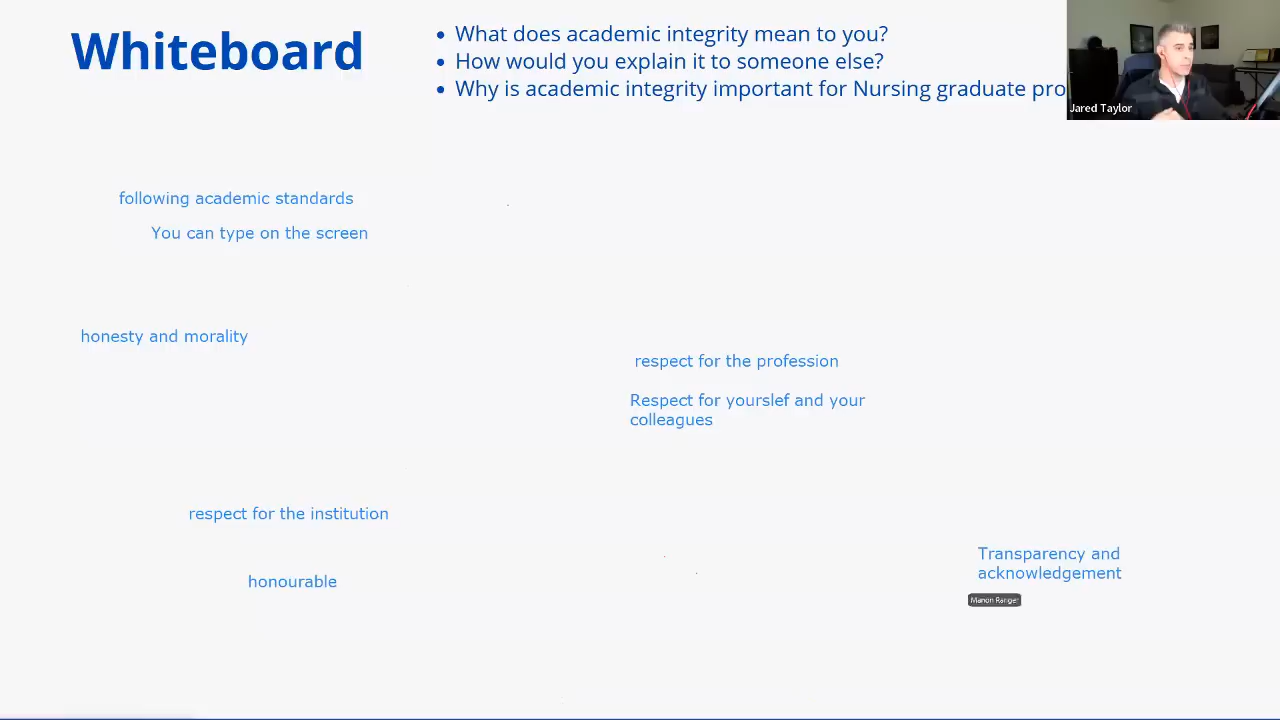 Whiteboard
• What does academic integrity mean to you?
• How would you explain it to someone else?
• Why is academic integrity important for Nursing graduate pro
Jared Taylor
following academic standards
You can type on the screen
honesty and morality
respect for the profession
Respect for yourslef and your
colleagues
respect for the institution
Transparency and
acknowledgement
honourable
Manon Ranger